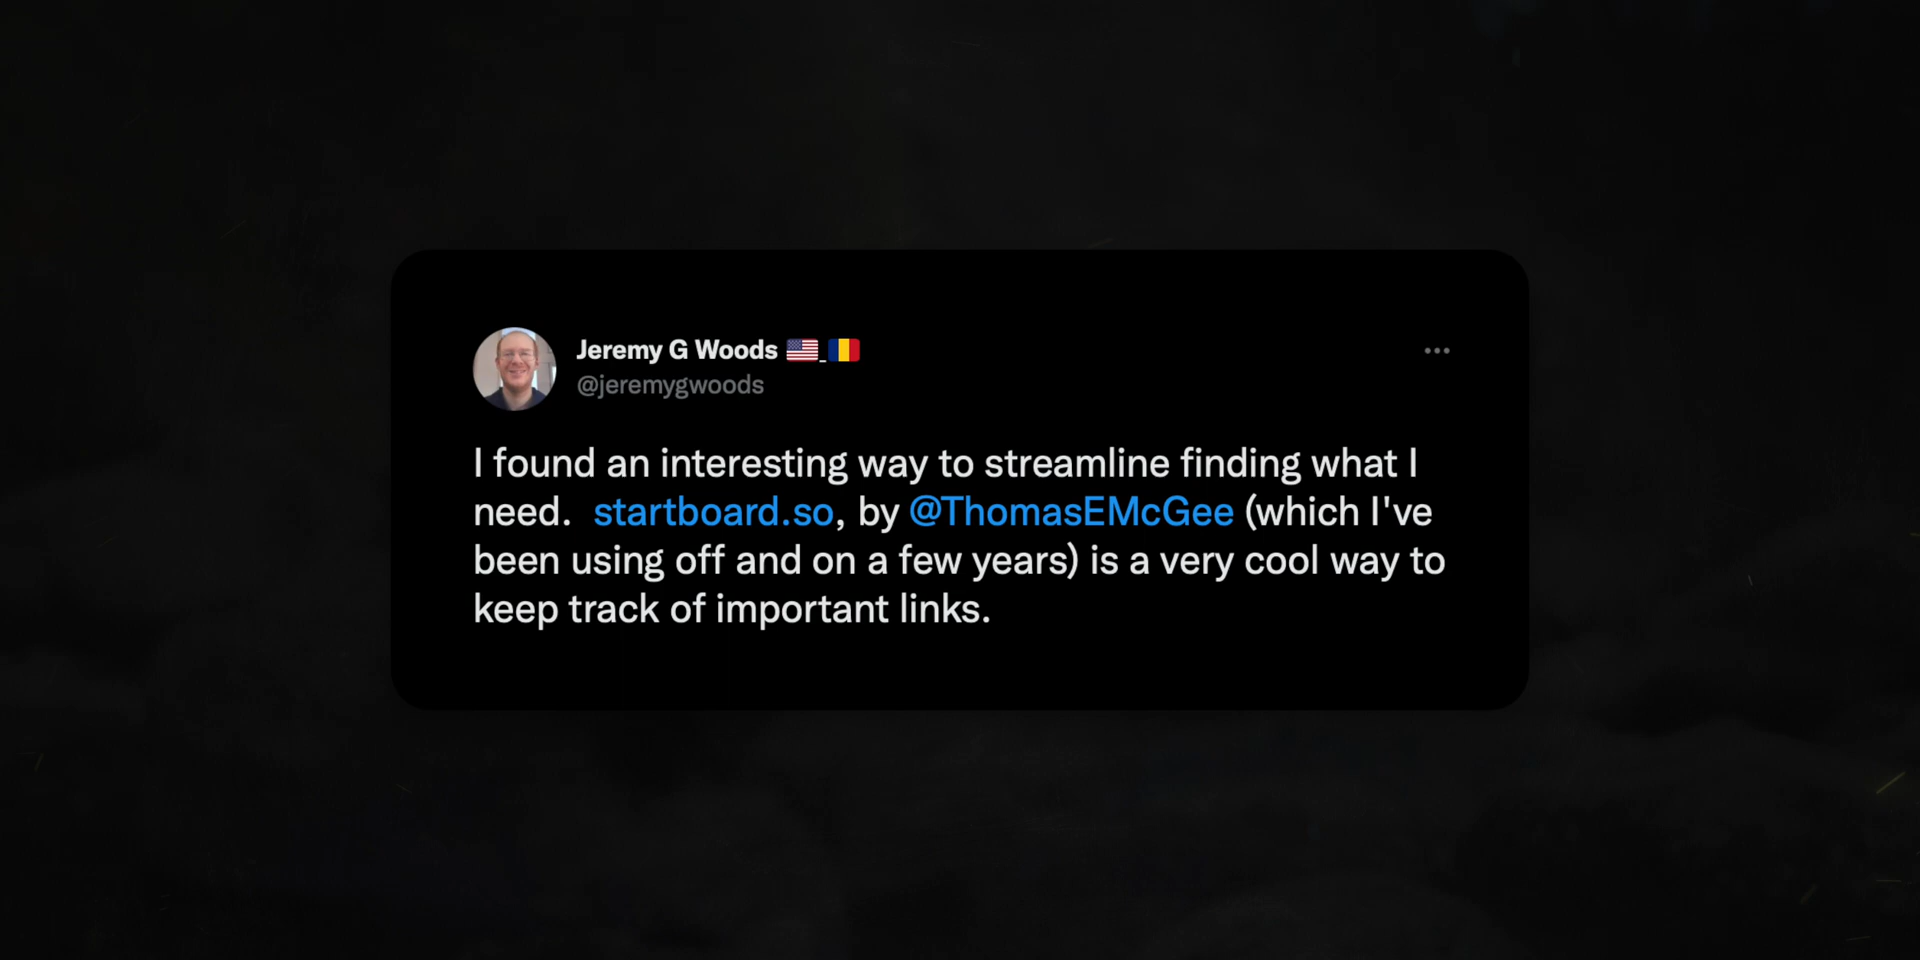 Jeremy G Woods 🇺🇸_🇷🇴
@jeremygwoods
I found an interesting way to streamline finding what I
need.  startboard.so, by @ThomasEMcGee (which I've
been using off and on a few years) is a very cool way to
keep track of important links.